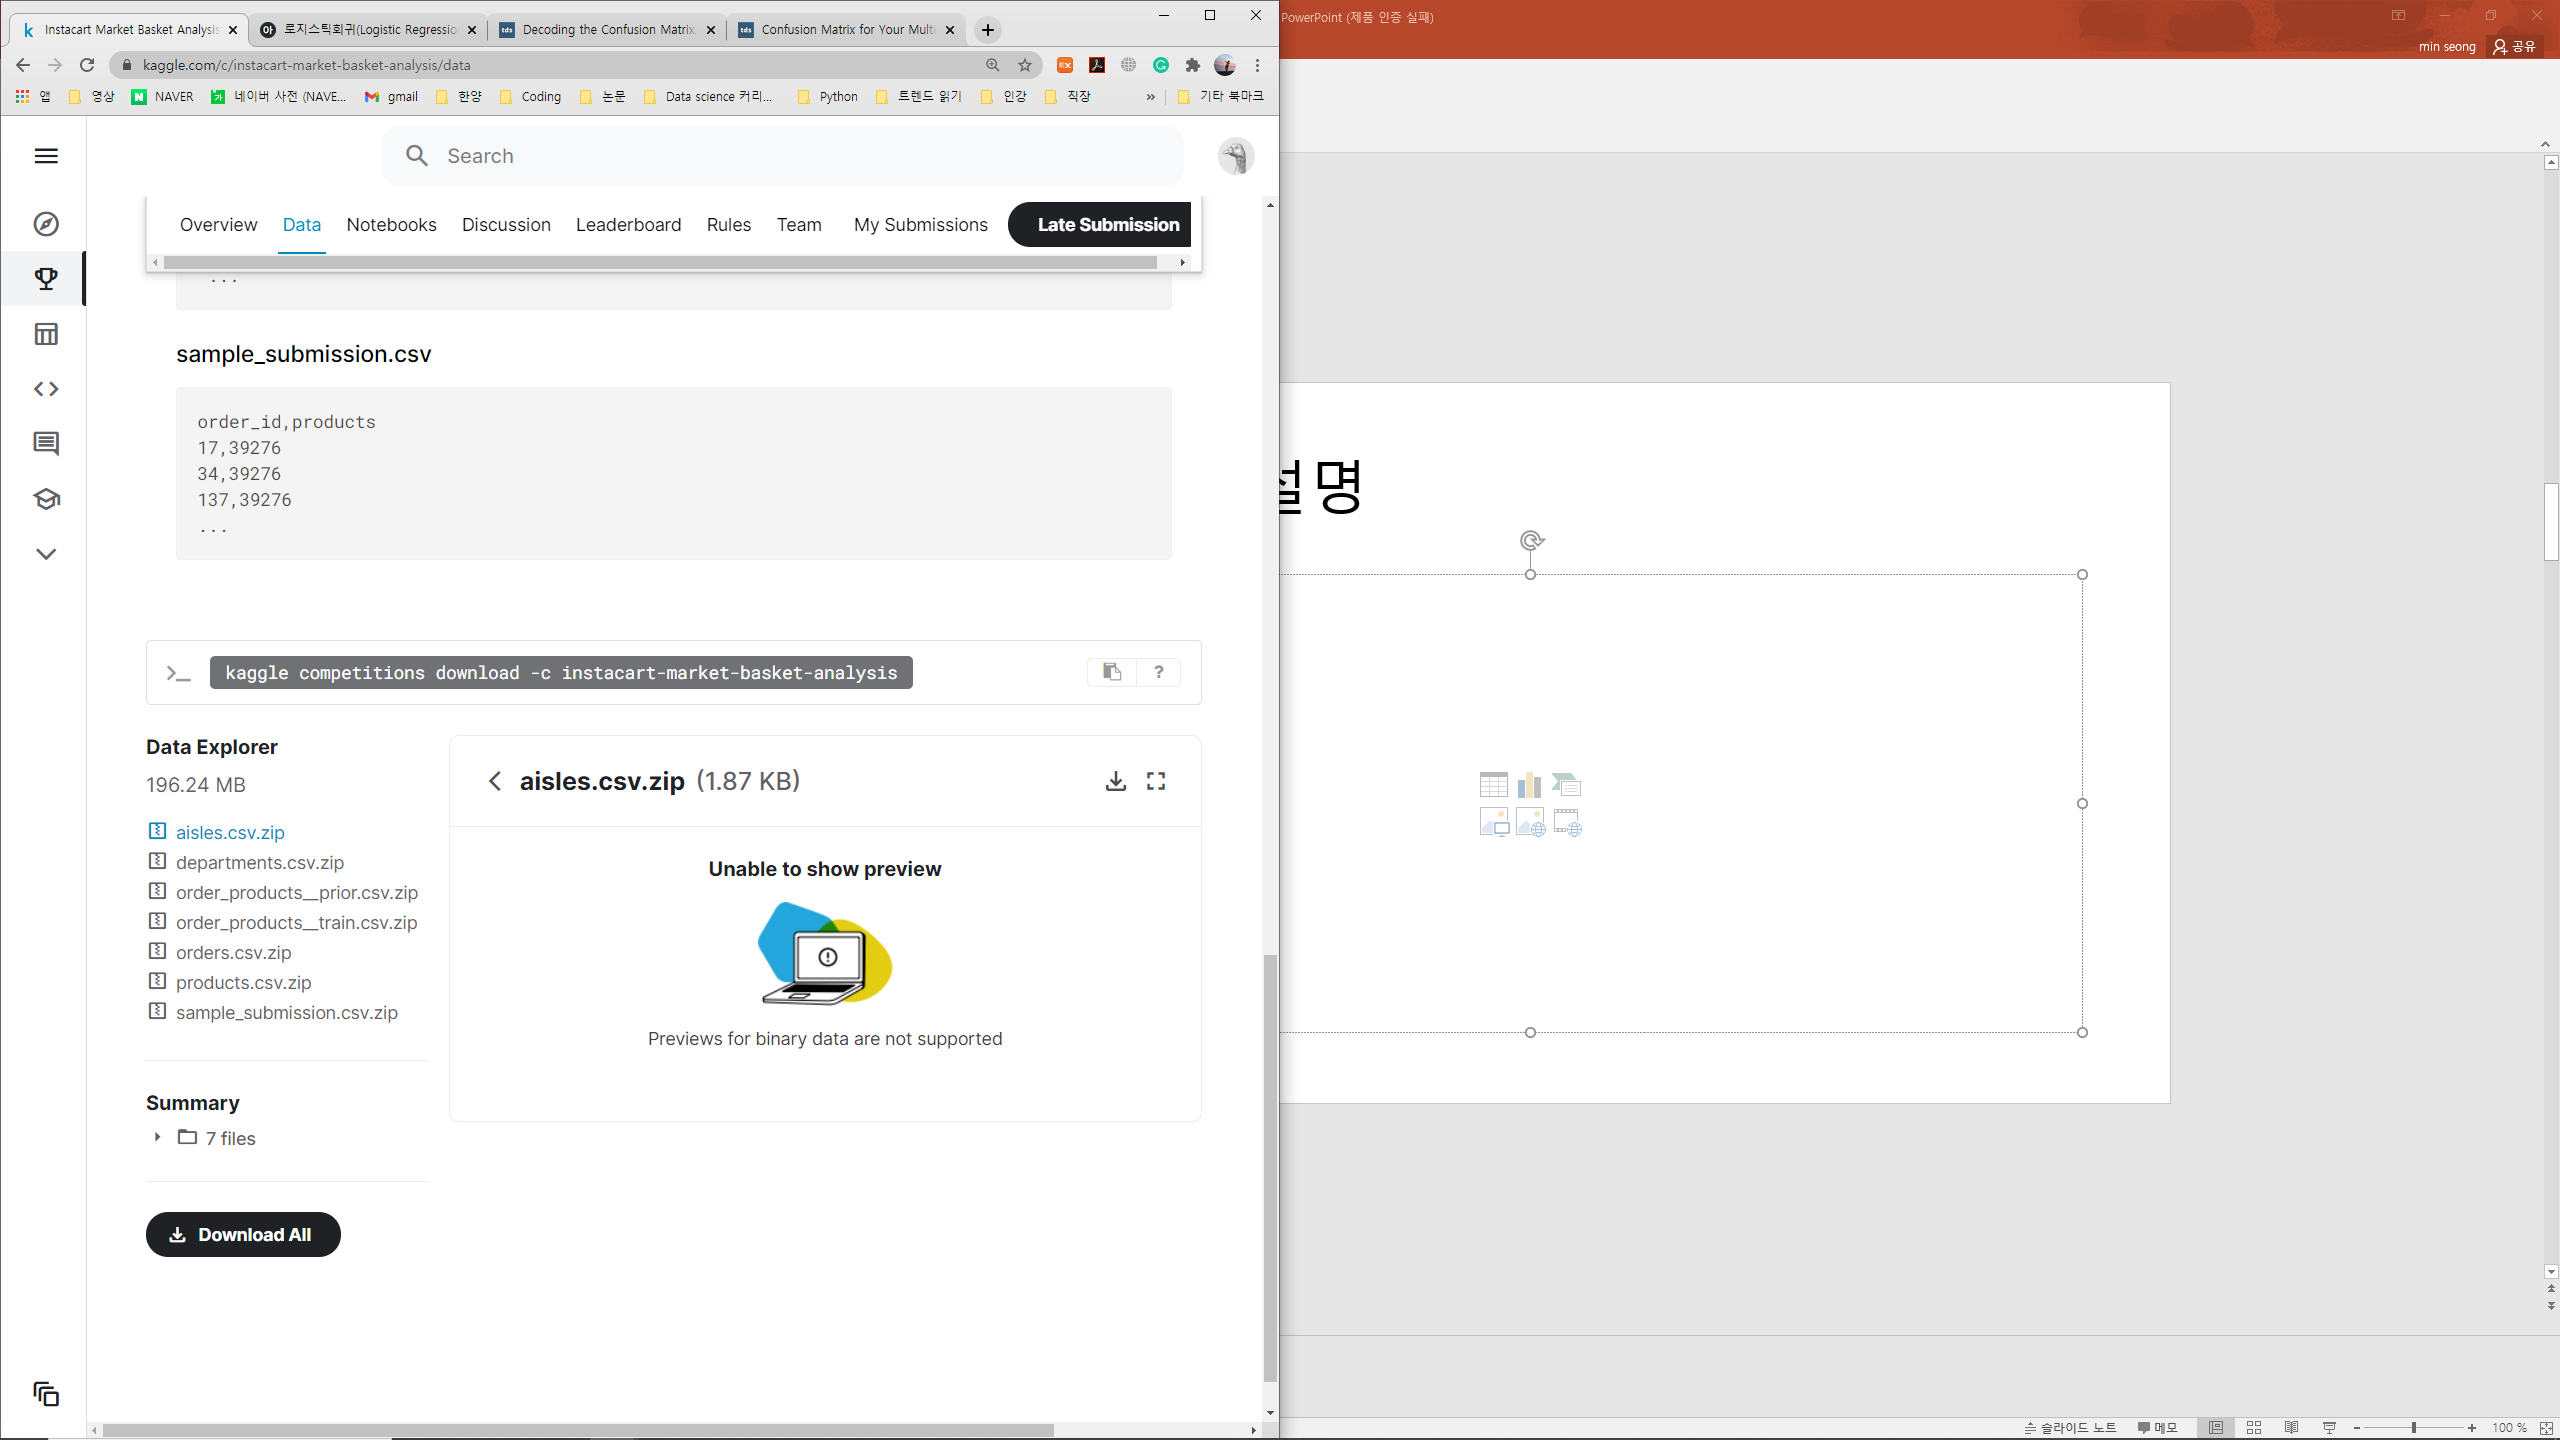 Instacart Market Basket Analysis
로지스틱회귀(Logistic Regressio
Decoding the Confusion Matrix
Confusion Matrix for Your Multi
kaggle.com/c/instacart-market-basket-analysis/data
앱
영상
NAVER
네이버 사전 (NAVE...
gmail
한양
Coding
논문
Data science 커리...
Python
트렌드 읽기
인강
직장
»
기타 북마크
Search
Overview
Data
Notebooks
Discussion
Leaderboard
Rules
Team
My Submissions
Late Submission
...
sample_submission.csv
order_id,products
17,39276
34,39276
137,39276
...
>_ kaggle competitions download -c instacart-market-basket-analysis
?
Data Explorer
196.24 MB
aisles.csv.zip
departments.csv.zip
order_products__prior.csv.zip
order_products__train.csv.zip
orders.csv.zip
products.csv.zip
sample_submission.csv.zip
Summary
7 files
Download All
aisles.csv.zip (1.87 KB)
Unable to show preview
Previews for binary data are not supported
PowerPoint (제품 인증 실패)
min seong
공유
설명
슬라이드 노트
메모
100 %